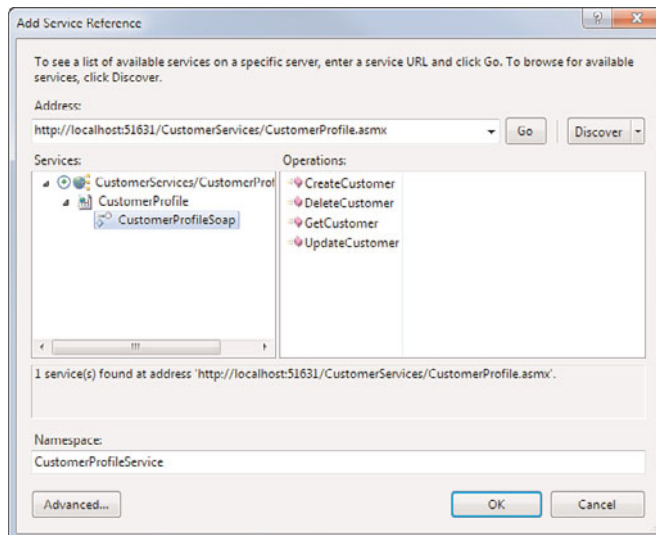 Add Service Reference
To see a list of available services on a specific server, enter a service URL and click Go. To browse for available
services, click Discover.
Address:
http://localhost:51631/CustomerServices/CustomerProfile.asmx
Go
Discover
Services:
Operations:
CustomerServices/CustomerProf
CustomerProfile
CustomerProfileSoap
CreateCustomer
DeleteCustomer
GetCustomer
UpdateCustomer
1 service(s) found at address 'http://localhost:51631/CustomerServices/CustomerProfile.asmx'.
Namespace:
CustomerProfileService
Advanced...
OK
Cancel